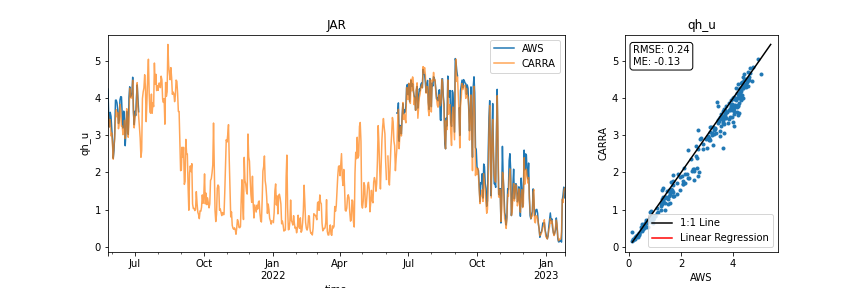 JAR
qh_u
5
4
3
2
1
0
AWS
CARRA
qh_u
Jul
Oct
Jan
2022
Apr
Jul
Oct
Jan
2023
time
qh_u
RMSE: 0.24
ME: -0.13
5
4
3
2
1
0
CARRA
1:1 Line
Linear Regression
0
2
4
AWS